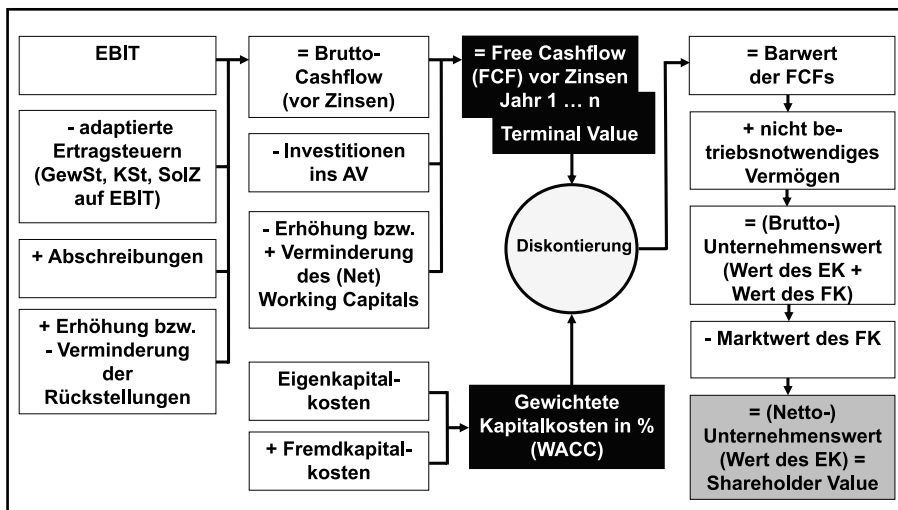 EBIT
- adaptierte
Ertragsteuern
(GewSt, KSt, SolZ
auf EBIT)
+ Abschreibungen
+ Erhöhung bzw.
- Verminderung
der
Rückstellungen
= Brutto-
Cashflow
(vor Zinsen)
- Investitionen
ins AV
- Erhöhung bzw.
+ Verminderung
des (Net)
Working Capitals
Eigenkapital-
kosten
+ Fremdkapital-
kosten
= Free Cashflow
(FCF) vor Zinsen
Jahr 1 … n
Terminal Value
Diskontierung
Gewichtete
Kapitalkosten in %
(WACC)
= Barwert
der FCFs
+ nicht be-
triebsnotwendiges
Vermögen
= (Brutto-)
Unternehmenswert
(Wert des EK +
Wert des FK)
- Marktwert des FK
= (Netto-)
Unternehmenswert
(Wert des EK) =
Shareholder Value